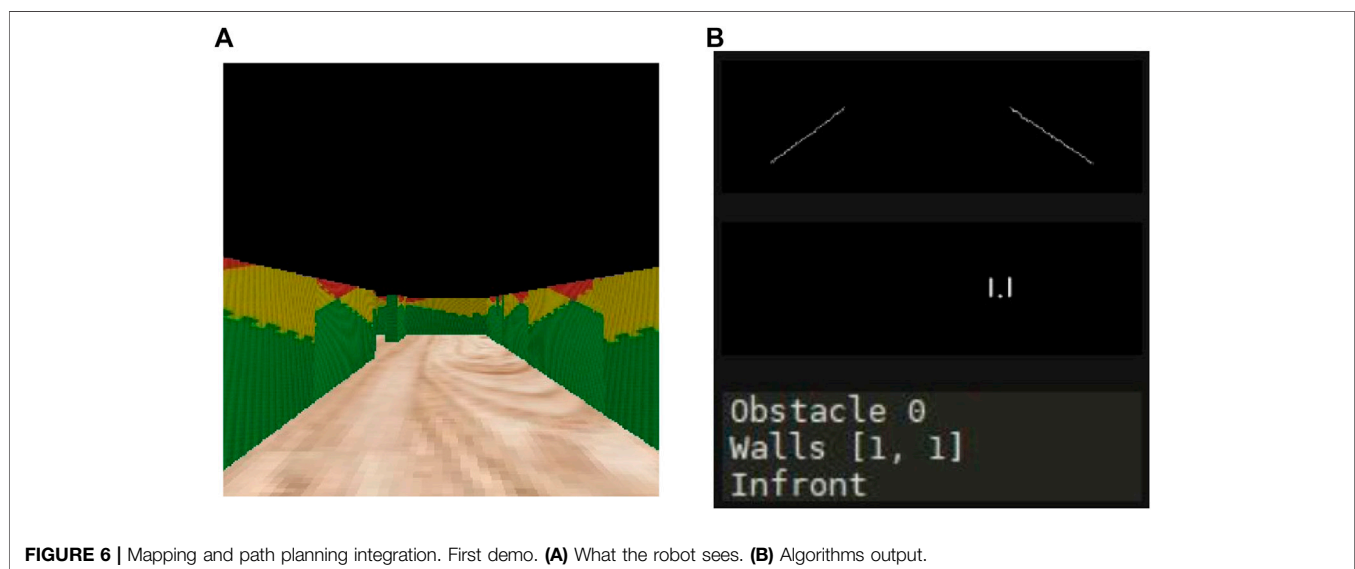 A
B
Obstacle 0
Walls [1, 1]
Infront
FIGURE 6 | Mapping and path planning integration. First demo. (A) What the robot sees. (B) Algorithms output.